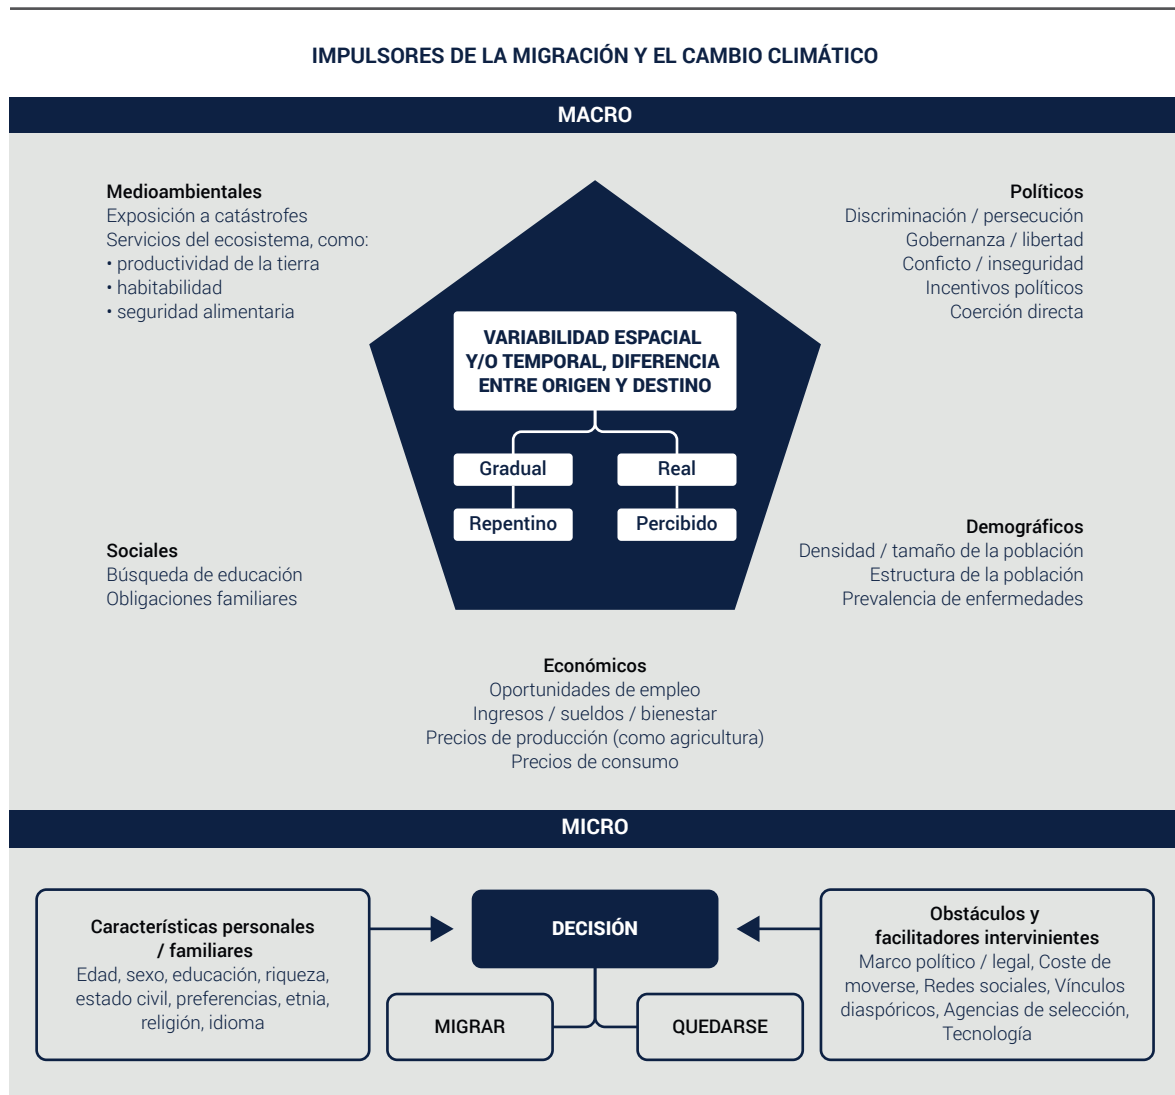 IMPULSORES DE LA MIGRACIÓN Y EL CAMBIO CLIMÁTICO
MACRO
Medioambientales
Exposición a catástrofes
Servicios del ecosistema, como:
• productividad de la tierra
• habitabilidad
• seguridad alimentaria
Políticos
Discriminación / persecución
Gobernanza / libertad
Conficto / inseguridad
Incentivos políticos
Coerción directa
VARIABILIDAD ESPACIAL
Y/O TEMPORAL, DIFERENCIA
ENTRE ORIGEN Y DESTINO
Gradual
Real
Repentino
Percibido
Sociales
Búsqueda de educación
Obligaciones familiares
Demográficos
Densidad / tamaño de la población
Estructura de la población
Prevalencia de enfermedades
Económicos
Oportunidades de empleo
Ingresos / sueldos / bienestar
Precios de producción (como agricultura)
Precios de consumo
MICRO
Características personales
/ familiares
Edad, sexo, educación, riqueza,
estado civil, preferencias, etnia,
religión, idioma
DECISIÓN
MIGRAR
QUEDARSE
Obstáculos y
facilitadores intervinientes
Marco político / legal, Coste de
moverse, Redes sociales, Vínculos
diaspóricos, Agencias de selección,
Tecnología